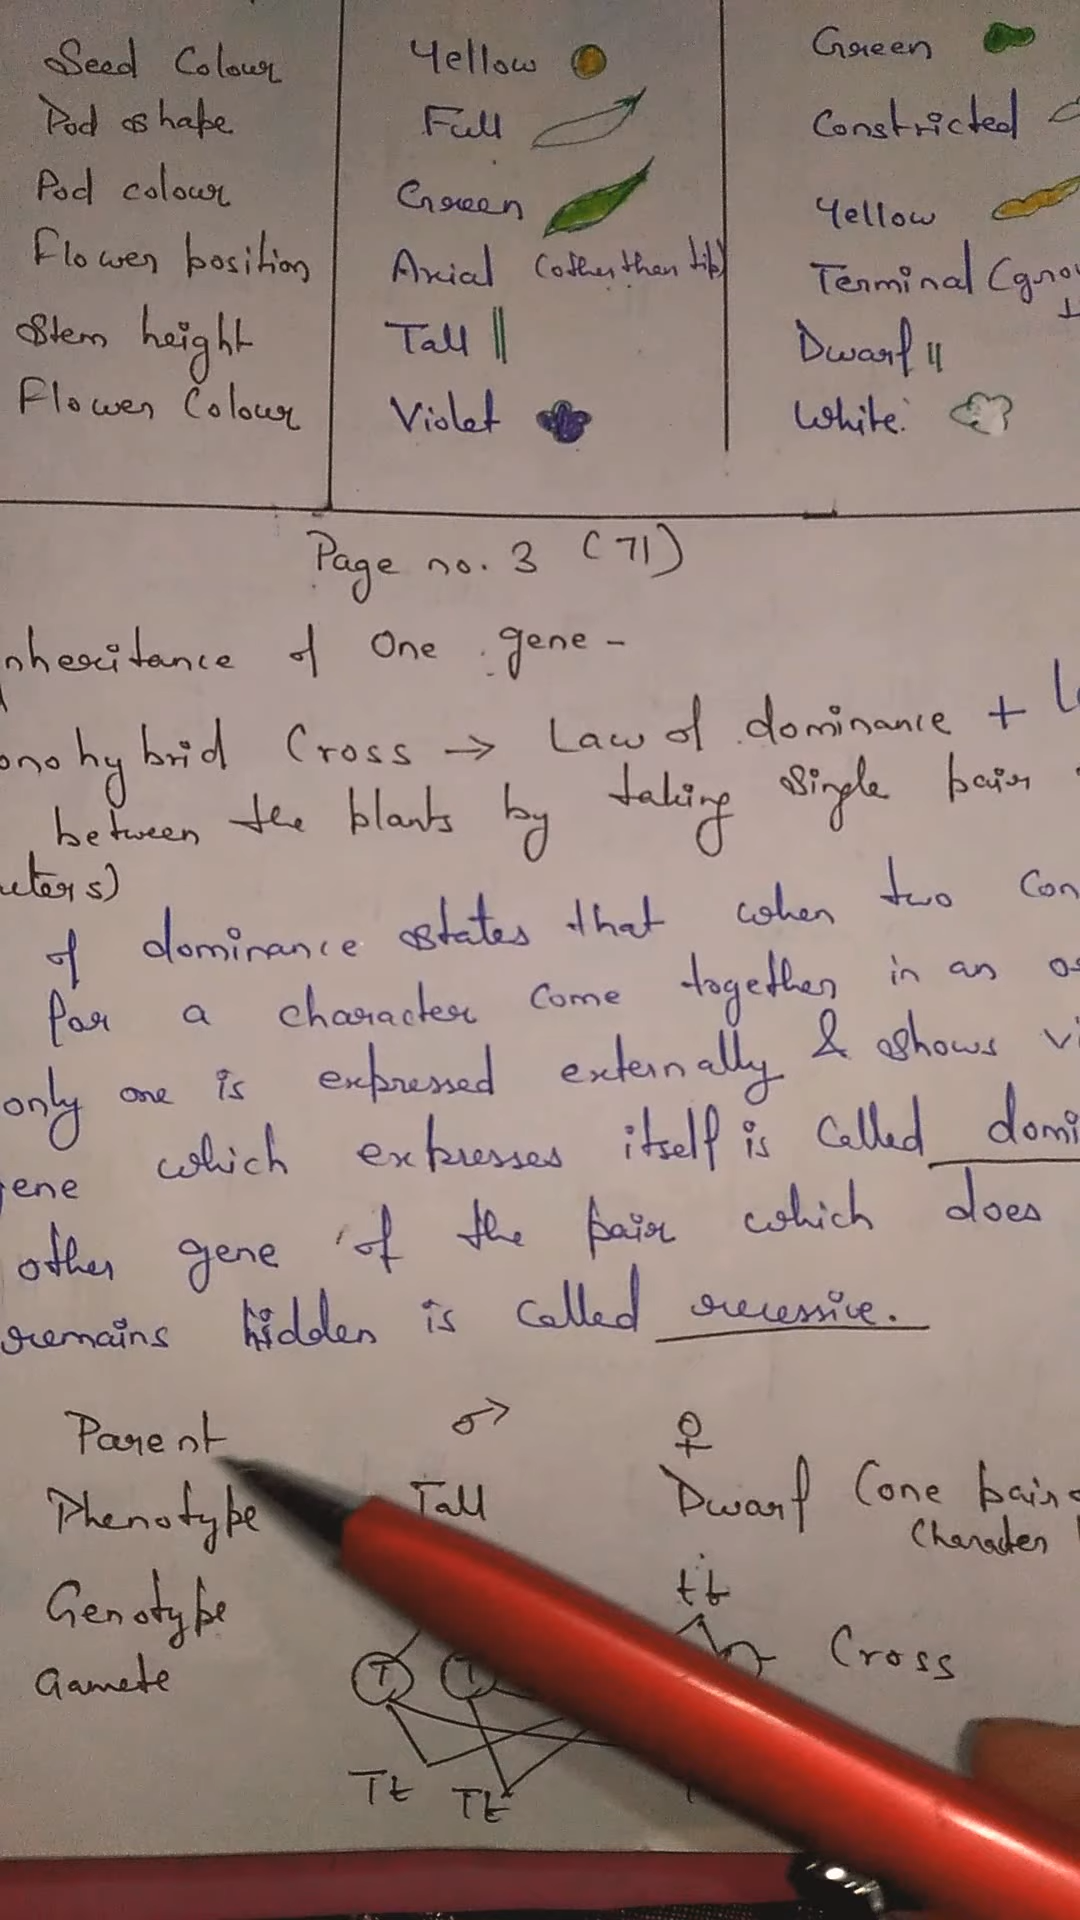 Seed Colour Yellow Green
Pod shape Full Constricted
Pod colour Green Yellow
Flower position Axial (other than tip) Terminal
Stem height Tall Dwarf
Flower Colour Violet White
Page no. 3 (71)
nheritance of One gene -
onohybrid Cross → Law of dominance +
between the plants by taking single pair
cters)
of dominance states that when two con
for a character come together in an
only one is expressed externally & shows vi
ene which expresses itself is called domi
other gene of the pair which does
remains hidden is called recessive.
Parent ♂ ♀
Phenotype Tall Dwarf (one pair
Character
Genotype tt
Gamete T T Cross
Tt Tt